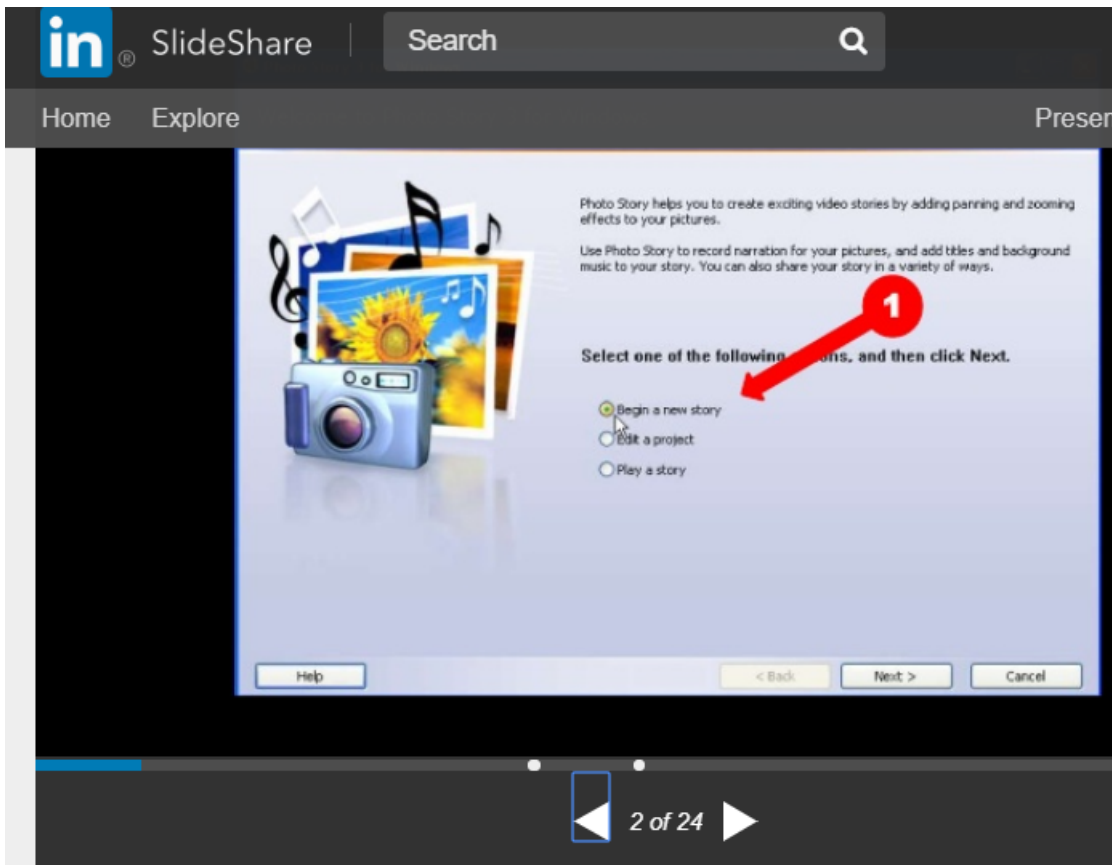 in ® SlideShare Search
Home Explore Presen
Photo Story helps you to create exciting video stories by adding panning and zooming
effects to your pictures.
Use Photo Story to record narration for your pictures, and add titles and background
music to your story. You can also share your story in a variety of ways.
1
Select one of the following ons, and then click Next.
Begin a new story
Edit a project
Play a story
Help < Back Next > Cancel
2 of 24